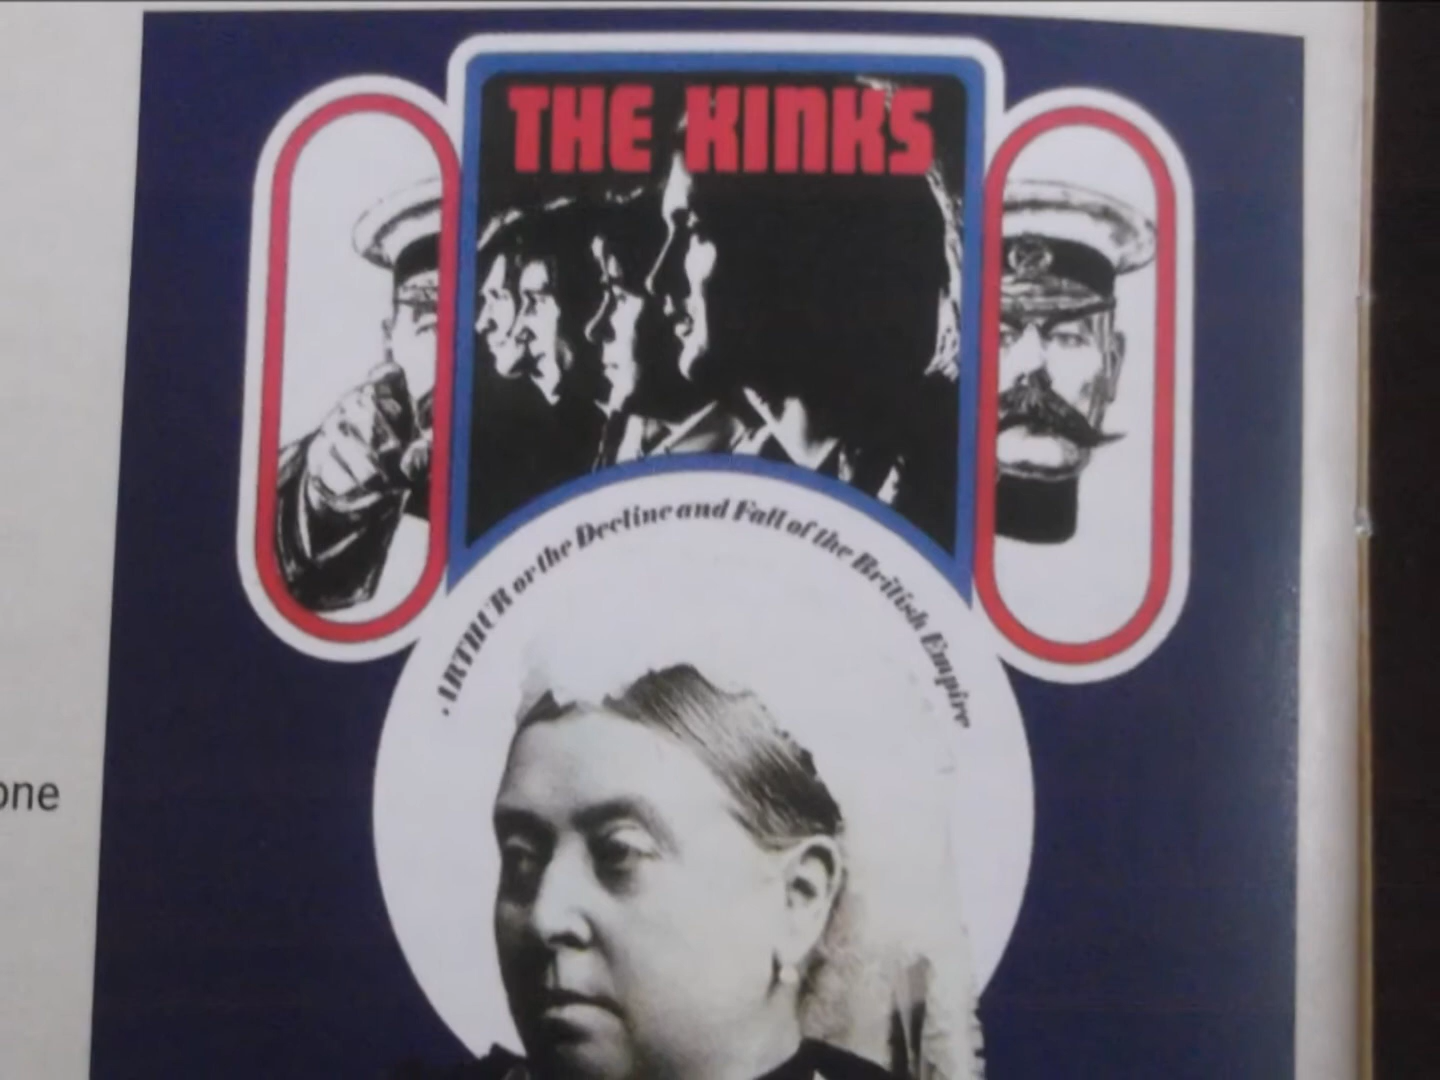 THE KINKS
ARTHUR or the Decline and Fall of the British Empire
one